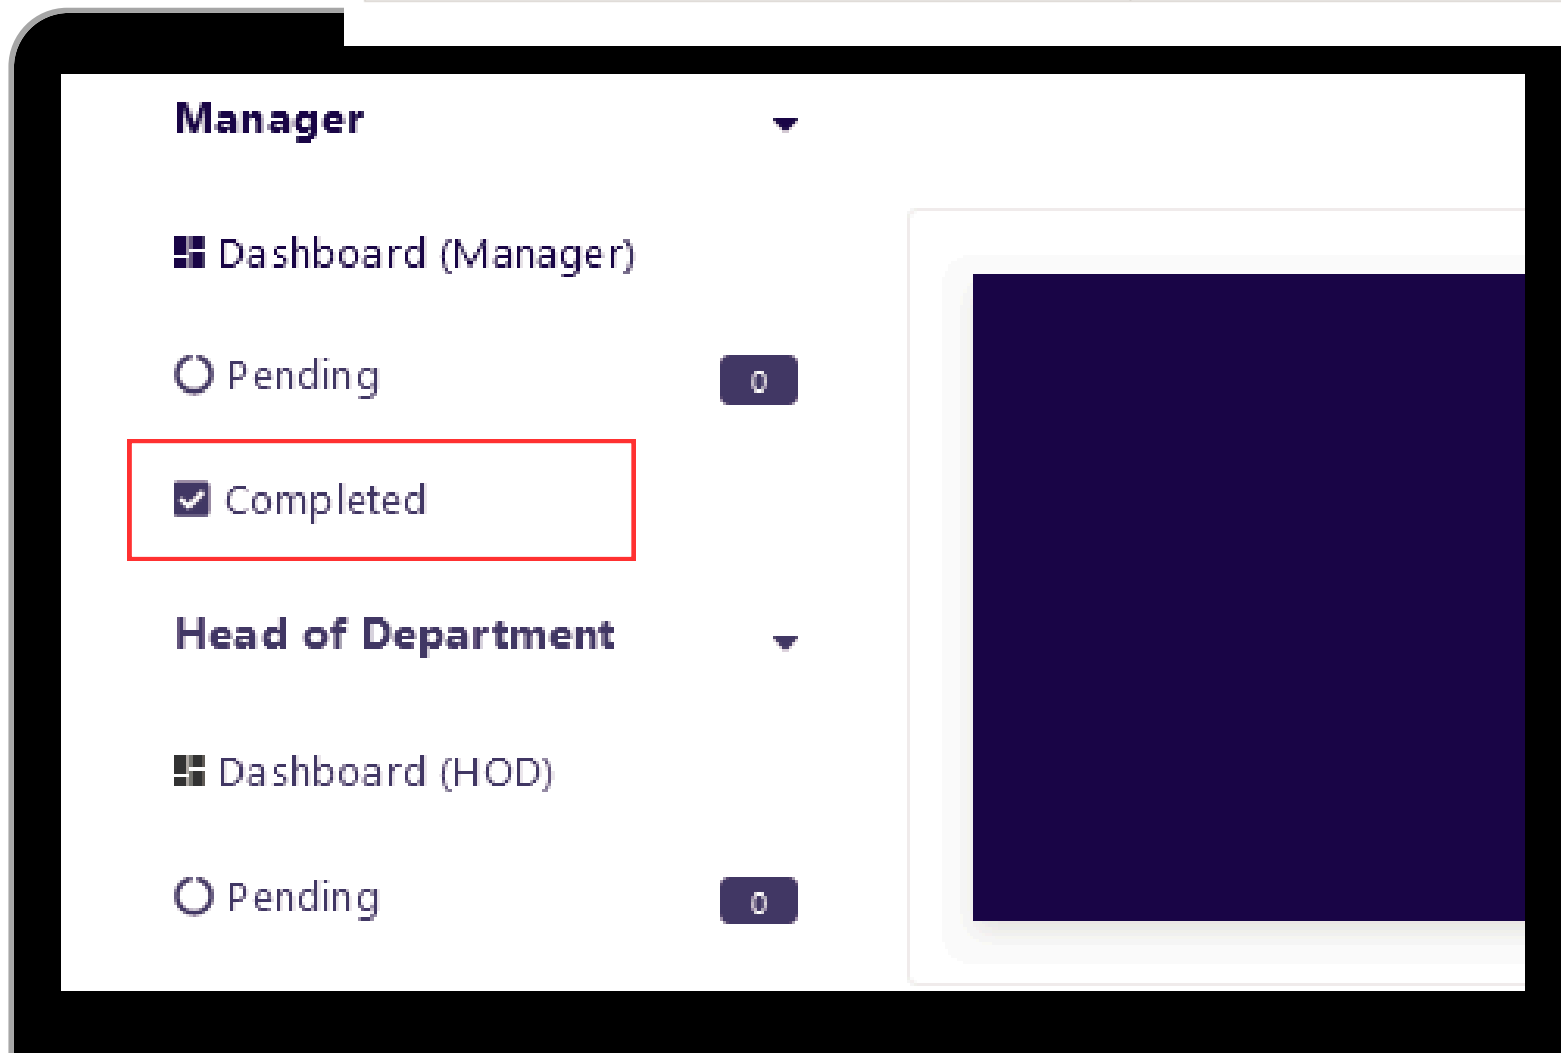 Manager
Dashboard (Manager)
Pending 0
Completed
Head of Department
Dashboard (HOD)
Pending 0